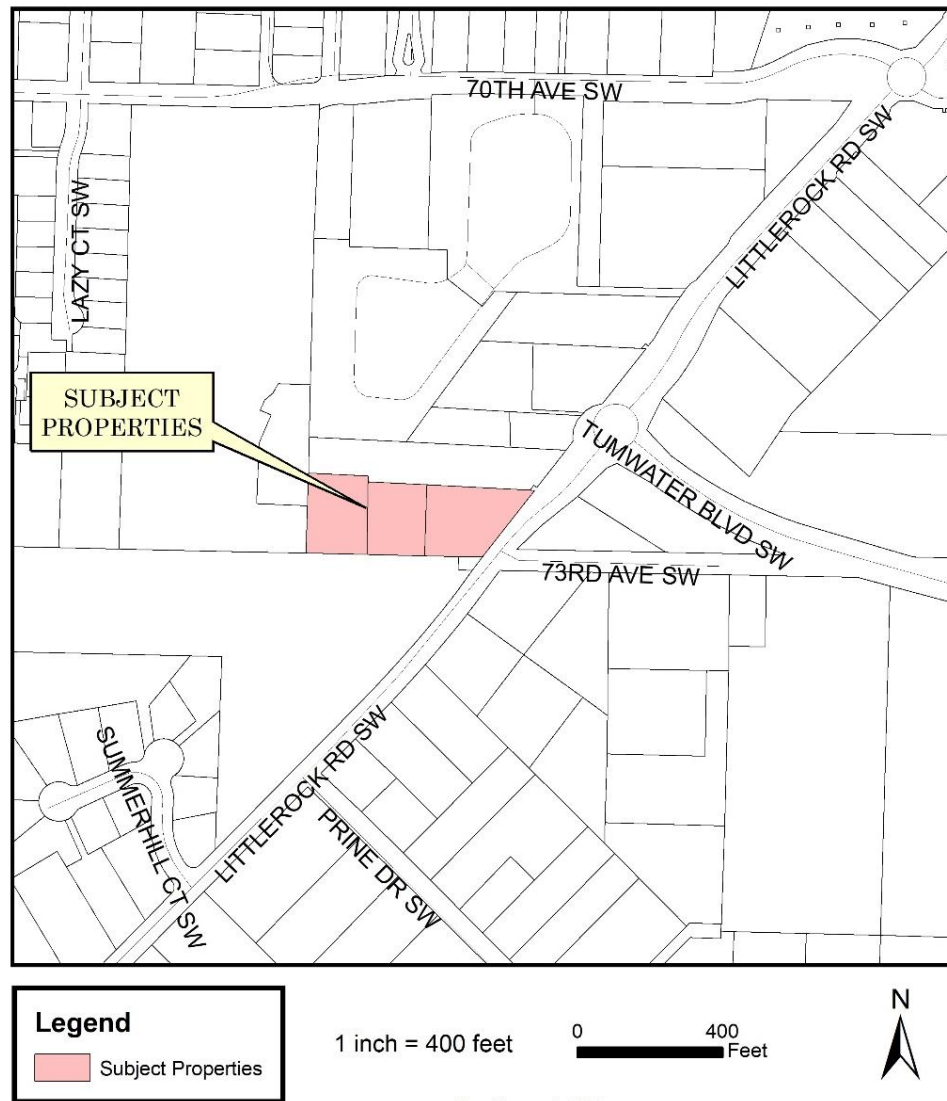 70TH AVE SW
LITTLEROCK RD SW
LAZY CT SW
SUBJECT
PROPERTIES
TUMWATER BLVD SW
73RD AVE SW
SUMMERHILL CT SW
LITTLEROCK RD SW
PRINE DR SW
Legend
Subject Properties
1 inch = 400 feet
0 400
Feet
N